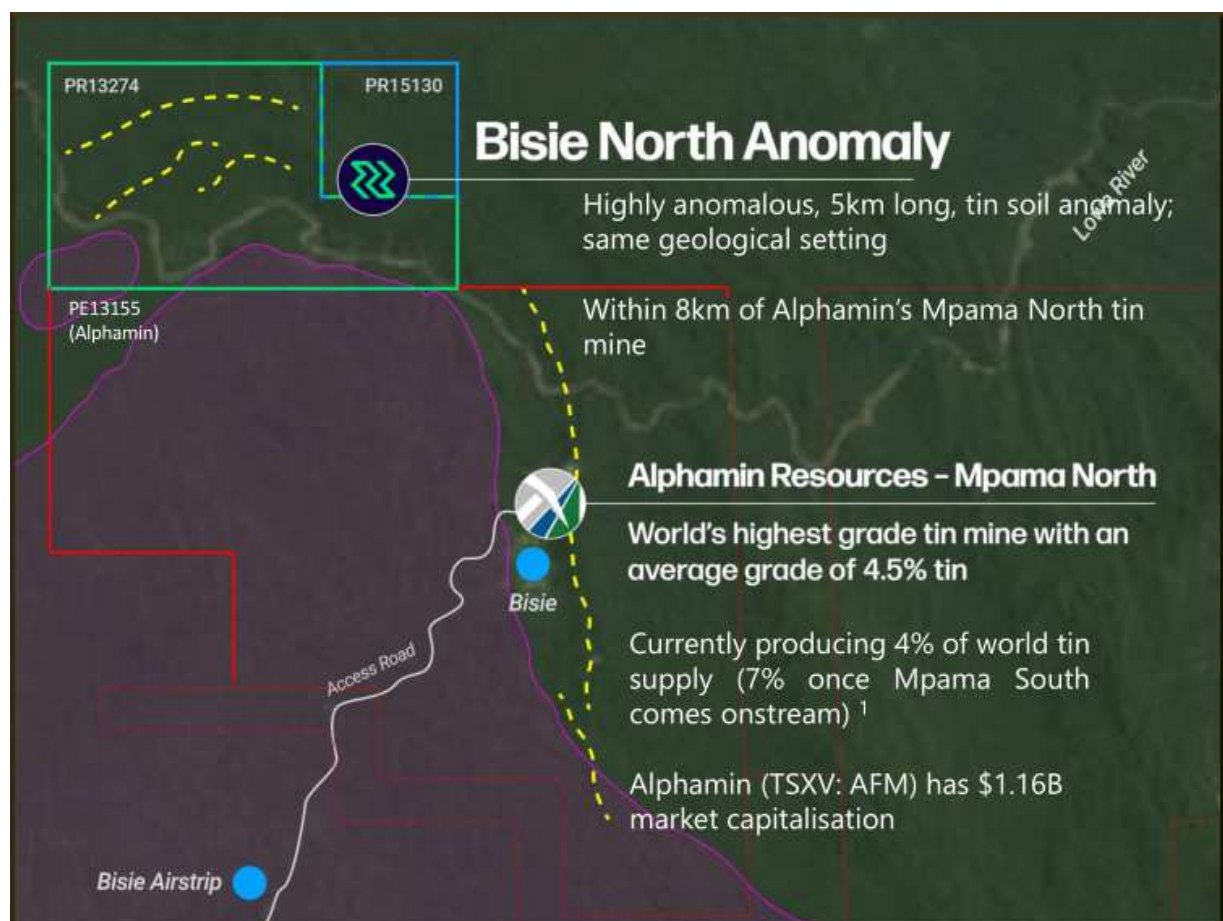 PR13274
PR15130
Bisie North Anomaly
Highly anomalous, 5km long, tin soil anomaly;
same geological setting
Lowa River
Within 8km of Alphamin's Mpama North tin
mine
PE13155
(Alphamin)
Alphamin Resources – Mpama North
World's highest grade tin mine with an
average grade of 4.5% tin
Bisie
Currently producing 4% of world tin
supply (7% once Mpama South
comes onstream) ¹
Access Road
Alphamin (TSXV: AFM) has $1.16B
market capitalisation
Bisie Airstrip